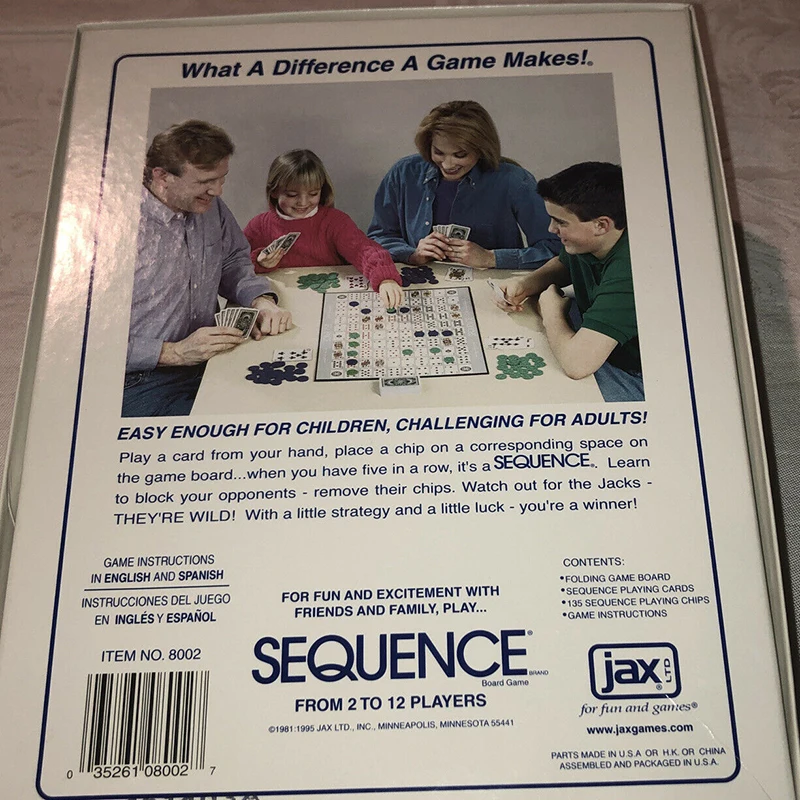 What A Difference A Game Makes!®
EASY ENOUGH FOR CHILDREN, CHALLENGING FOR ADULTS!
Play a card from your hand, place a chip on a corresponding space on
the game board...when you have five in a row, it's a SEQUENCE®. Learn
to block your opponents - remove their chips. Watch out for the Jacks -
THEY'RE WILD! With a little strategy and a little luck - you're a winner!
GAME INSTRUCTIONS
IN ENGLISH AND SPANISH
INSTRUCCIONES DEL JUEGO
EN INGLÉS Y ESPAÑOL
ITEM NO. 8002
0 35261 08002 7
FOR FUN AND EXCITEMENT WITH
FRIENDS AND FAMILY, PLAY...
SEQUENCE® BRAND
Board Game
FROM 2 TO 12 PLAYERS
©1981:1995 JAX LTD., INC., MINNEAPOLIS, MINNESOTA 55441
CONTENTS:
•FOLDING GAME BOARD
•SEQUENCE PLAYING CARDS
•135 SEQUENCE PLAYING CHIPS
•GAME INSTRUCTIONS
jax® LTD
for fun and games®
www.jaxgames.com
PARTS MADE IN U.S.A OR H.K. OR CHINA
ASSEMBLED AND PACKAGED IN U.S.A.